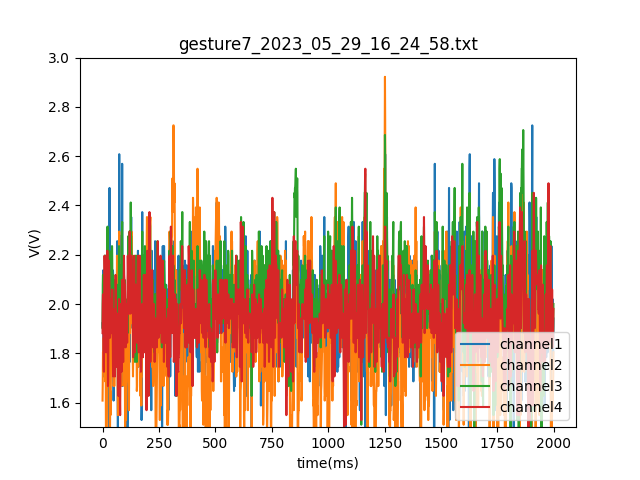 gesture7_2023_05_29_16_24_58.txt
3.0
2.8
2.6
2.4
2.2
2.0
1.8
1.6
V(V)
channel1
channel2
channel3
channel4
0 250 500 750 1000 1250 1500 1750 2000
time(ms)